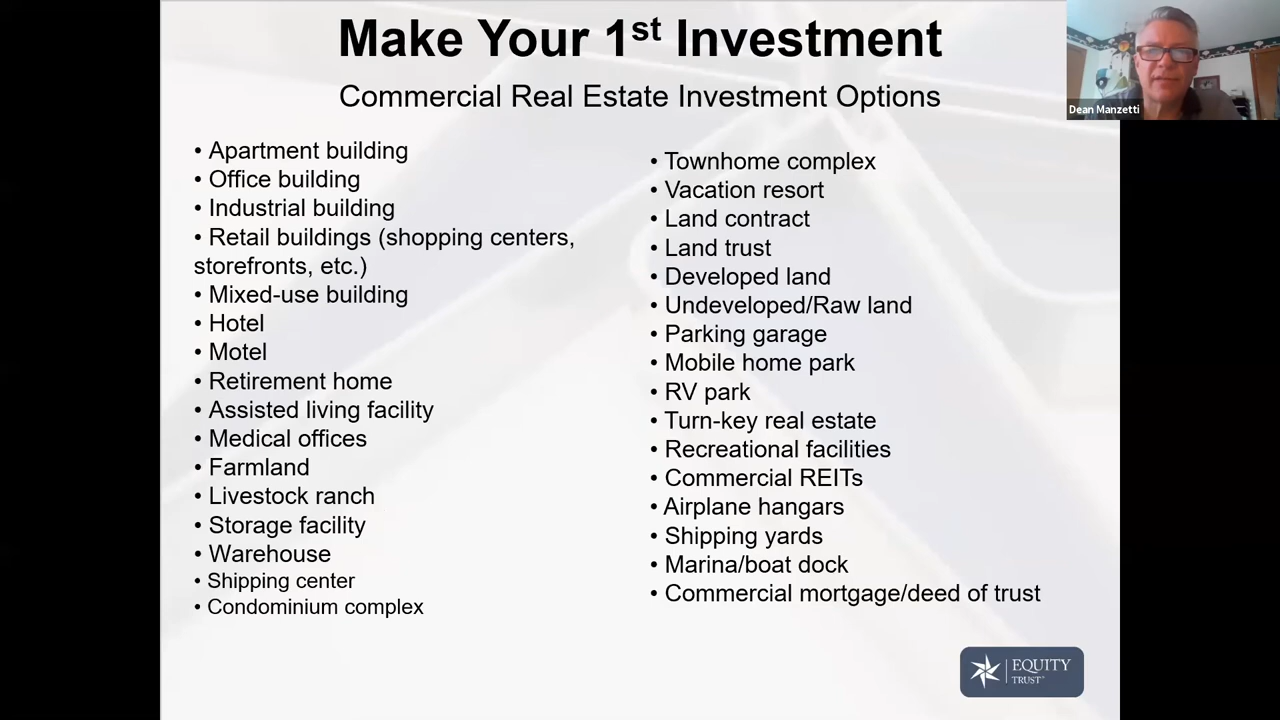 Make Your 1st Investment
Commercial Real Estate Investment Options
• Apartment building
• Office building
• Industrial building
• Retail buildings (shopping centers,
storefronts, etc.)
• Mixed-use building
• Hotel
• Motel
• Retirement home
• Assisted living facility
• Medical offices
• Farmland
• Livestock ranch
• Storage facility
• Warehouse
• Shipping center
• Condominium complex
• Townhome complex
• Vacation resort
• Land contract
• Land trust
• Developed land
• Undeveloped/Raw land
• Parking garage
• Mobile home park
• RV park
• Turn-key real estate
• Recreational facilities
• Commercial REITs
• Airplane hangars
• Shipping yards
• Marina/boat dock
• Commercial mortgage/deed of trust
Dean Manzetti
EQUITY
TRUST